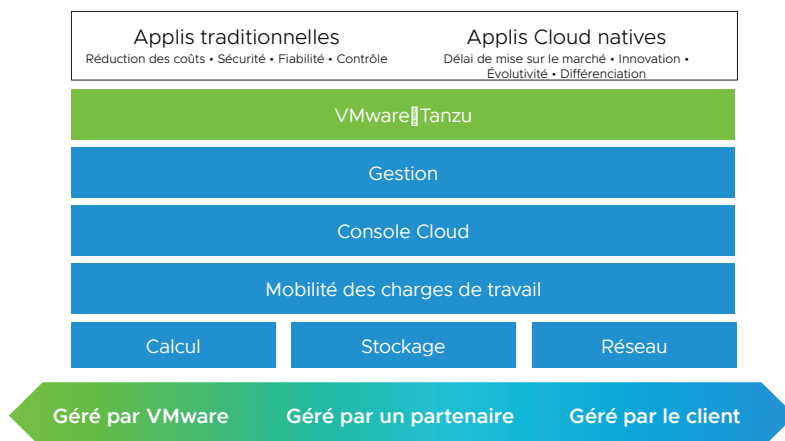 Applis traditionnelles
Réduction des coûts • Sécurité • Fiabilité • Contrôle
Applis Cloud natives
Délai de mise sur le marché • Innovation •
Évolutivité • Différenciation
VMware Tanzu
Gestion
Console Cloud
Mobilité des charges de travail
Calcul
Stockage
Réseau
Géré par VMware
Géré par un partenaire
Géré par le client